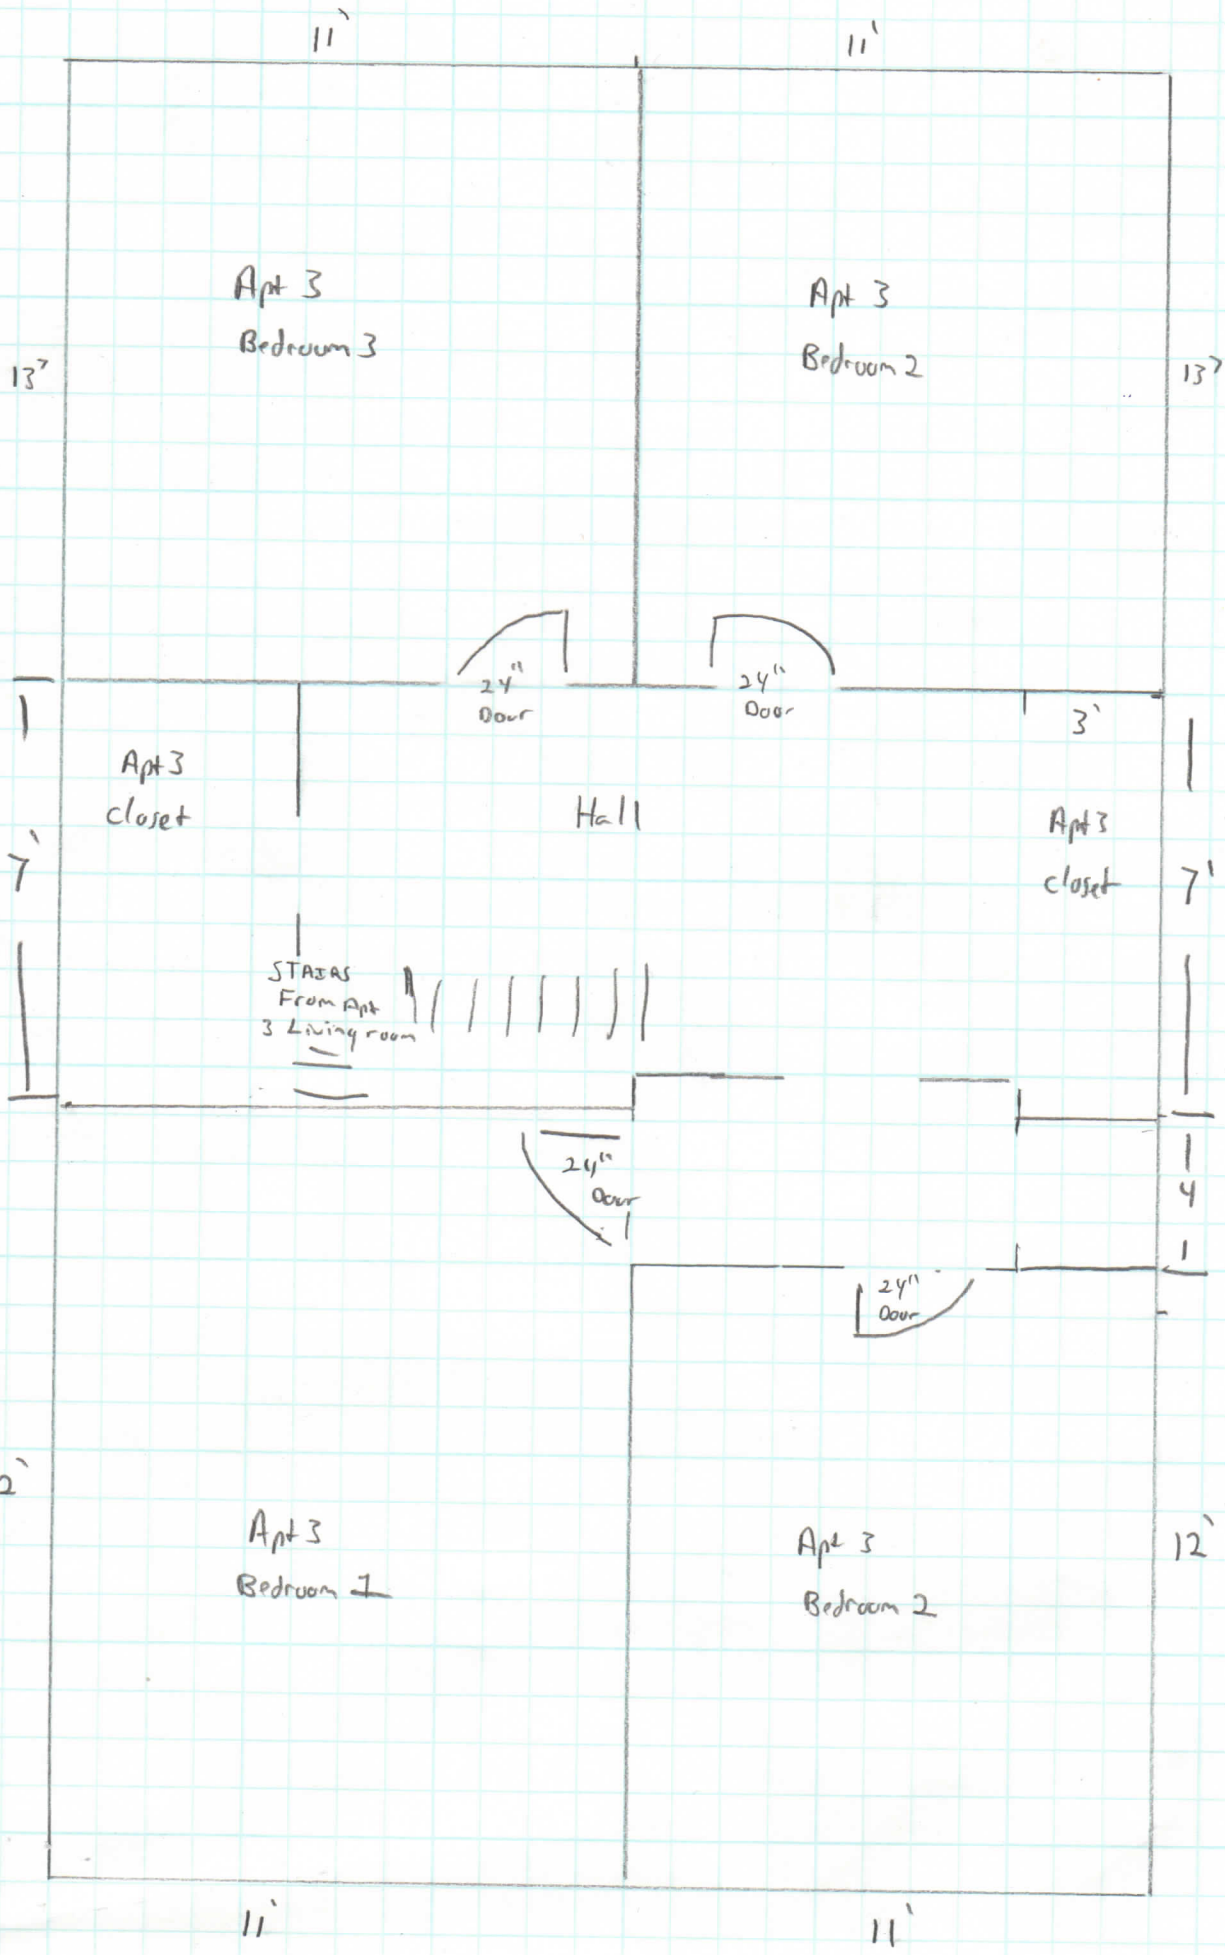 11'
11'
Apt 3
Bedroom 3
Apt 3
Bedroom 2
13'
13'
24"
Door
24"
Door
3'
Apt 3
closet
Hall
Apt 3
closet
7'
7'
STAIRS
From Apt
3 Living room
24"
Door
4
24"
Door
2'
Apt 3
Bedroom 1
Apt 3
Bedroom 2
12'
11'
11'